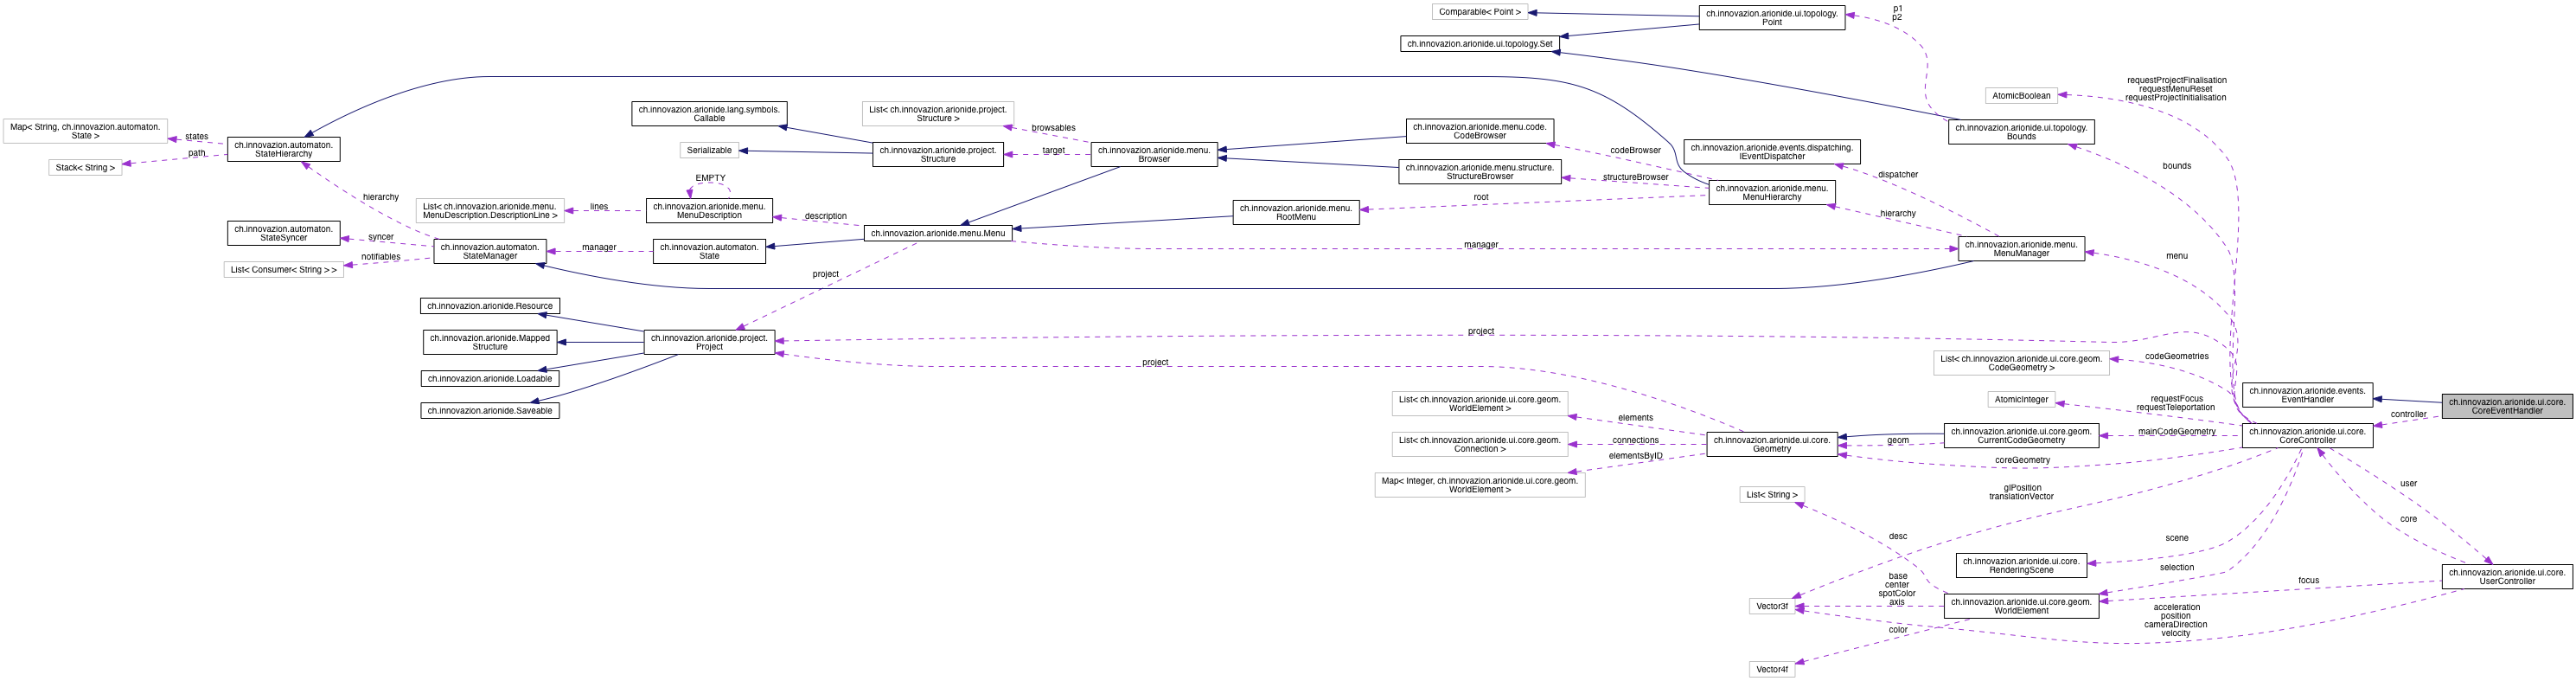 Comparable< Point >
ch.innovazion.arionide.ui.topology.
Point
p1
p2
ch.innovazion.arionide.ui.topology.Set
requestProjectFinalisation
requestMenuReset
requestProjectInitialisation
AtomicBoolean
ch.innovazion.arionide.lang.symbols.
Callable
List< ch.innovazion.arionide.project.
Structure >
browsables
ch.innovazion.arionide.menu.code.
CodeBrowser
ch.innovazion.arionide.ui.topology.
Bounds
Map< String, ch.innovazion.automaton.
State >
states
path
Stack< String >
ch.innovazion.automaton.
StateHierarchy
Serializable
ch.innovazion.arionide.project.
Structure
target
ch.innovazion.arionide.menu.
Browser
codeBrowser
ch.innovazion.arionide.events.dispatching.
IEventDispatcher
bounds
ch.innovazion.arionide.menu.structure.
StructureBrowser
structureBrowser
dispatcher
EMPTY
ch.innovazion.arionide.menu.
MenuHierarchy
hierarchy
root
List< ch.innovazion.arionide.menu.
MenuDescription.DescriptionLine >
lines
ch.innovazion.arionide.menu.
MenuDescription
description
ch.innovazion.arionide.menu.
RootMenu
hierarchy
ch.innovazion.automaton.
StateSyncer
syncer
ch.innovazion.arionide.menu.Menu
ch.innovazion.automaton.
StateManager
manager
ch.innovazion.automaton.
State
manager
ch.innovazion.arionide.menu.
MenuManager
menu
notifiables
List< Consumer< String > >
project
ch.innovazion.arionide.Resource
ch.innovazion.arionide.Mapped
Structure
ch.innovazion.arionide.project.
Project
project
project
ch.innovazion.arionide.Loadable
ch.innovazion.arionide.Saveable
List< ch.innovazion.arionide.ui.core.geom.
CodeGeometry >
codeGeometries
ch.innovazion.arionide.events.
EventHandler
ch.innovazion.arionide.ui.core.
CoreEventHandler
controller
AtomicInteger
requestFocus
requestTeleportation
List< ch.innovazion.arionide.ui.core.geom.
WorldElement >
elements
List< ch.innovazion.arionide.ui.core.geom.
Connection >
connections
elementsByID
Map< Integer, ch.innovazion.arionide.ui.core.geom.
WorldElement >
ch.innovazion.arionide.ui.core.
Geometry
geom
ch.innovazion.arionide.ui.core.geom.
CurrentCodeGeometry
mainCodeGeometry
ch.innovazion.arionide.ui.core.
CoreController
coreGeometry
List< String >
glPosition
translationVector
user
core
desc
scene
ch.innovazion.arionide.ui.core.
RenderingScene
selection
ch.innovazion.arionide.ui.core.
UserController
focus
base
center
spotColor
axis
Vector3f
ch.innovazion.arionide.ui.core.geom.
WorldElement
acceleration
position
cameraDirection
velocity
color
Vector4f